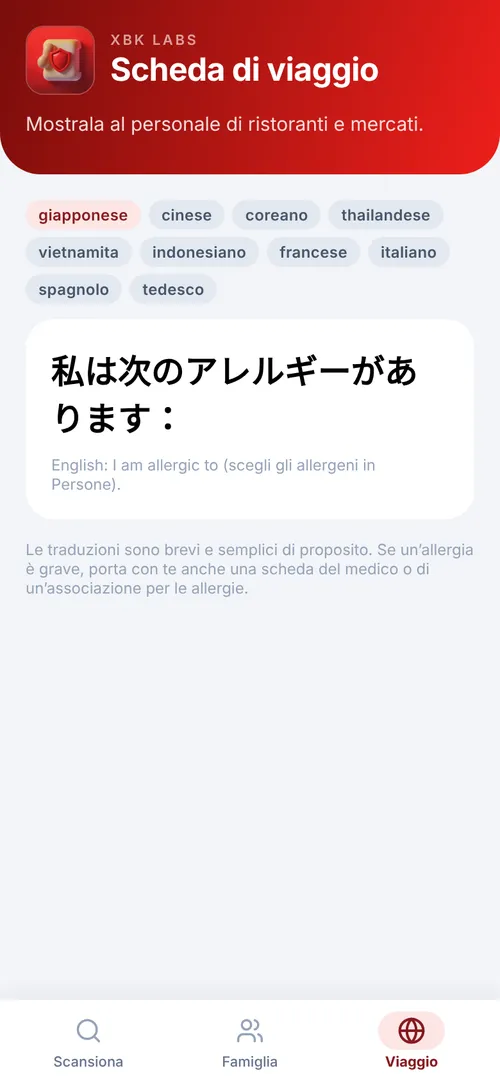 XBK LABS
Scheda di viaggio
Mostrala al personale di ristoranti e mercati.
giapponese cinese coreano thailandese
vietnamita indonesiano francese italiano
spagnolo tedesco
私は次のアレルギーがあ
ります：
English: I am allergic to (scegli gli allergeni in
Persone).
Le traduzioni sono brevi e semplici di proposito. Se un’allergia
è grave, porta con te anche una scheda del medico o di
un’associazione per le allergie.
Scansiona Famiglia Viaggio